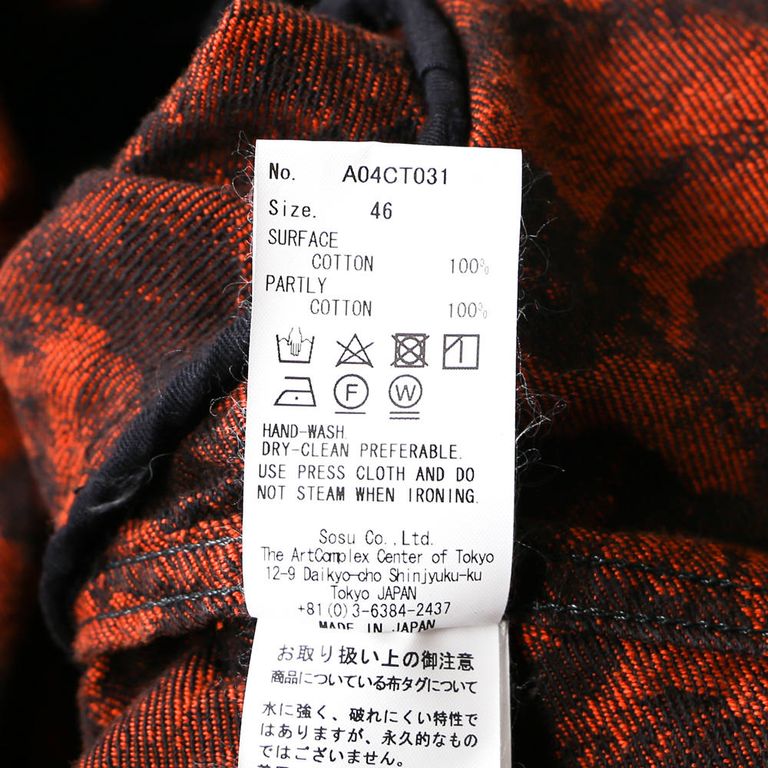 No. A04CT031
Size. 46
SURFACE
COTTON 100%
PARTLY
COTTON 100%
F W
HAND-WASH.
DRY-CLEAN PREFERABLE.
USE PRESS CLOTH AND DO
NOT STEAM WHEN IRONING.
Sosu Co.,Ltd.
The ArtComplex Center of Tokyo
12-9 Daikyo-cho Shinjyuku-ku
Tokyo JAPAN
+81(0)3-6384-2437
MADE IN JAPAN
お取り扱い上の御注意
商品についている布タグについて
水に強く、破れにくい特性で
はありますが、永久的なもの
ではございません。